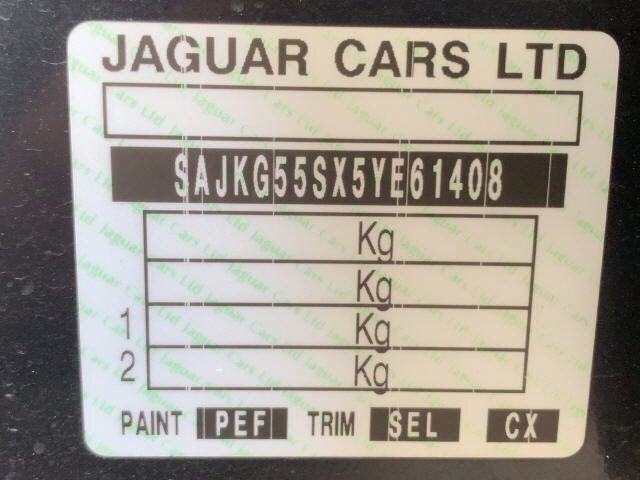 JAGUAR CARS LTD
SAJKG55SX5YE61408
Kg
Kg
1 Kg
2 Kg
PAINT PEF TRIM SEL CX